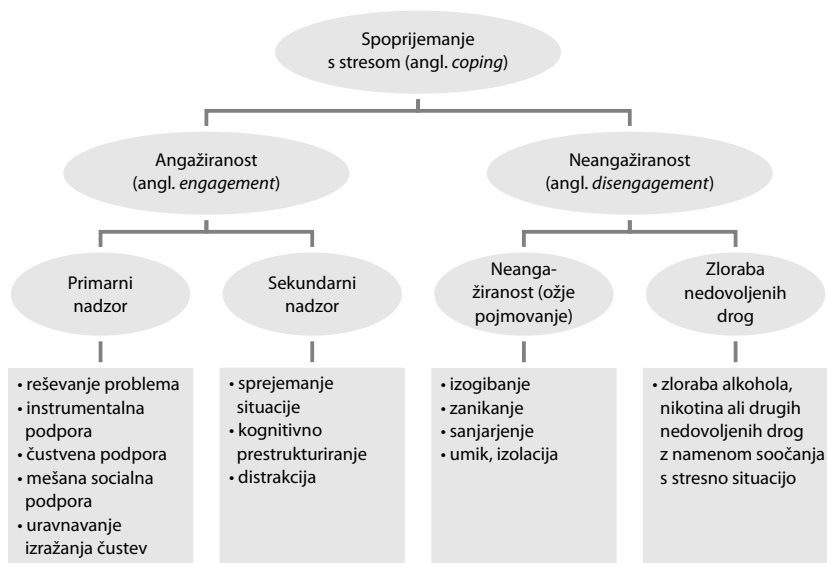 Spoprijemanje
s stresom (angl. coping)
Angažiranost
(angl. engagement)
Neangažiranost
(angl. disengagement)
Primarni
nadzor
Sekundarni
nadzor
Neanga-
žiranost (ožje
pojmovanje)
Zloraba
nedovoljenih
drog
• reševanje problema
• instrumentalna
podpora
• čustvena podpora
• mešana socialna
podpora
• uravnavanje
izražanja čustev
• sprejemanje
situacije
• kognitivno
prestrukturiranje
• distrakcija
• izogibanje
• zanikanje
• sanjarjenje
• umik, izolacija
• zloraba alkohola,
nikotina ali drugih
nedovoljenih drog
z namenom soočanja
s stresno situacijo